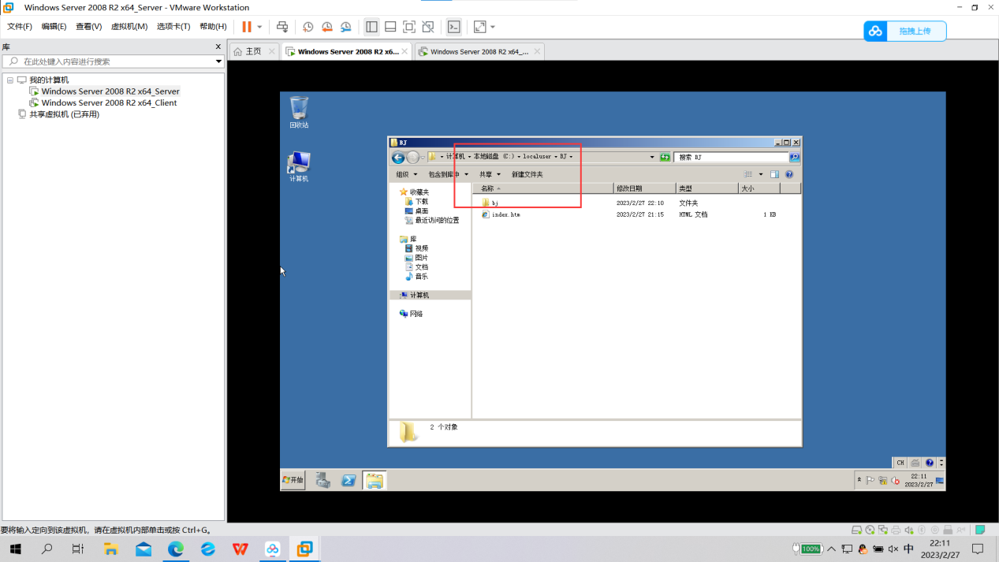 Windows Server 2008 R2 x64_Server - VMware Workstation
文件(F) 编辑(E) 查看(V) 虚拟机(M) 选项卡(T) 帮助(H)
拖拽上传
库
主页
Windows Server 2008 R2 x6...
Windows Server 2008 R2 x64_...
在此处键入内容进行搜索
我的计算机
Windows Server 2008 R2 x64_Server
Windows Server 2008 R2 x64_Client
共享虚拟机 (已弃用)
回收站
计算机
BJ
计算机 本地磁盘 (C:) localuser BJ
搜索 BJ
组织 包含到库中 共享 新建文件夹
名称 修改日期 类型 大小
收藏夹
下载
桌面
最近访问的位置
库
视频
图片
文档
音乐
计算机
网络
bj 2023/2/27 22:10 文件夹
index.htm 2023/2/27 21:15 HTML 文档 1 KB
2 个对象
CH
开始
22:11
2023/2/27
要将输入定向到该虚拟机，请在虚拟机内部单击或按 Ctrl+G。
100%
中
22:11
2023/2/27